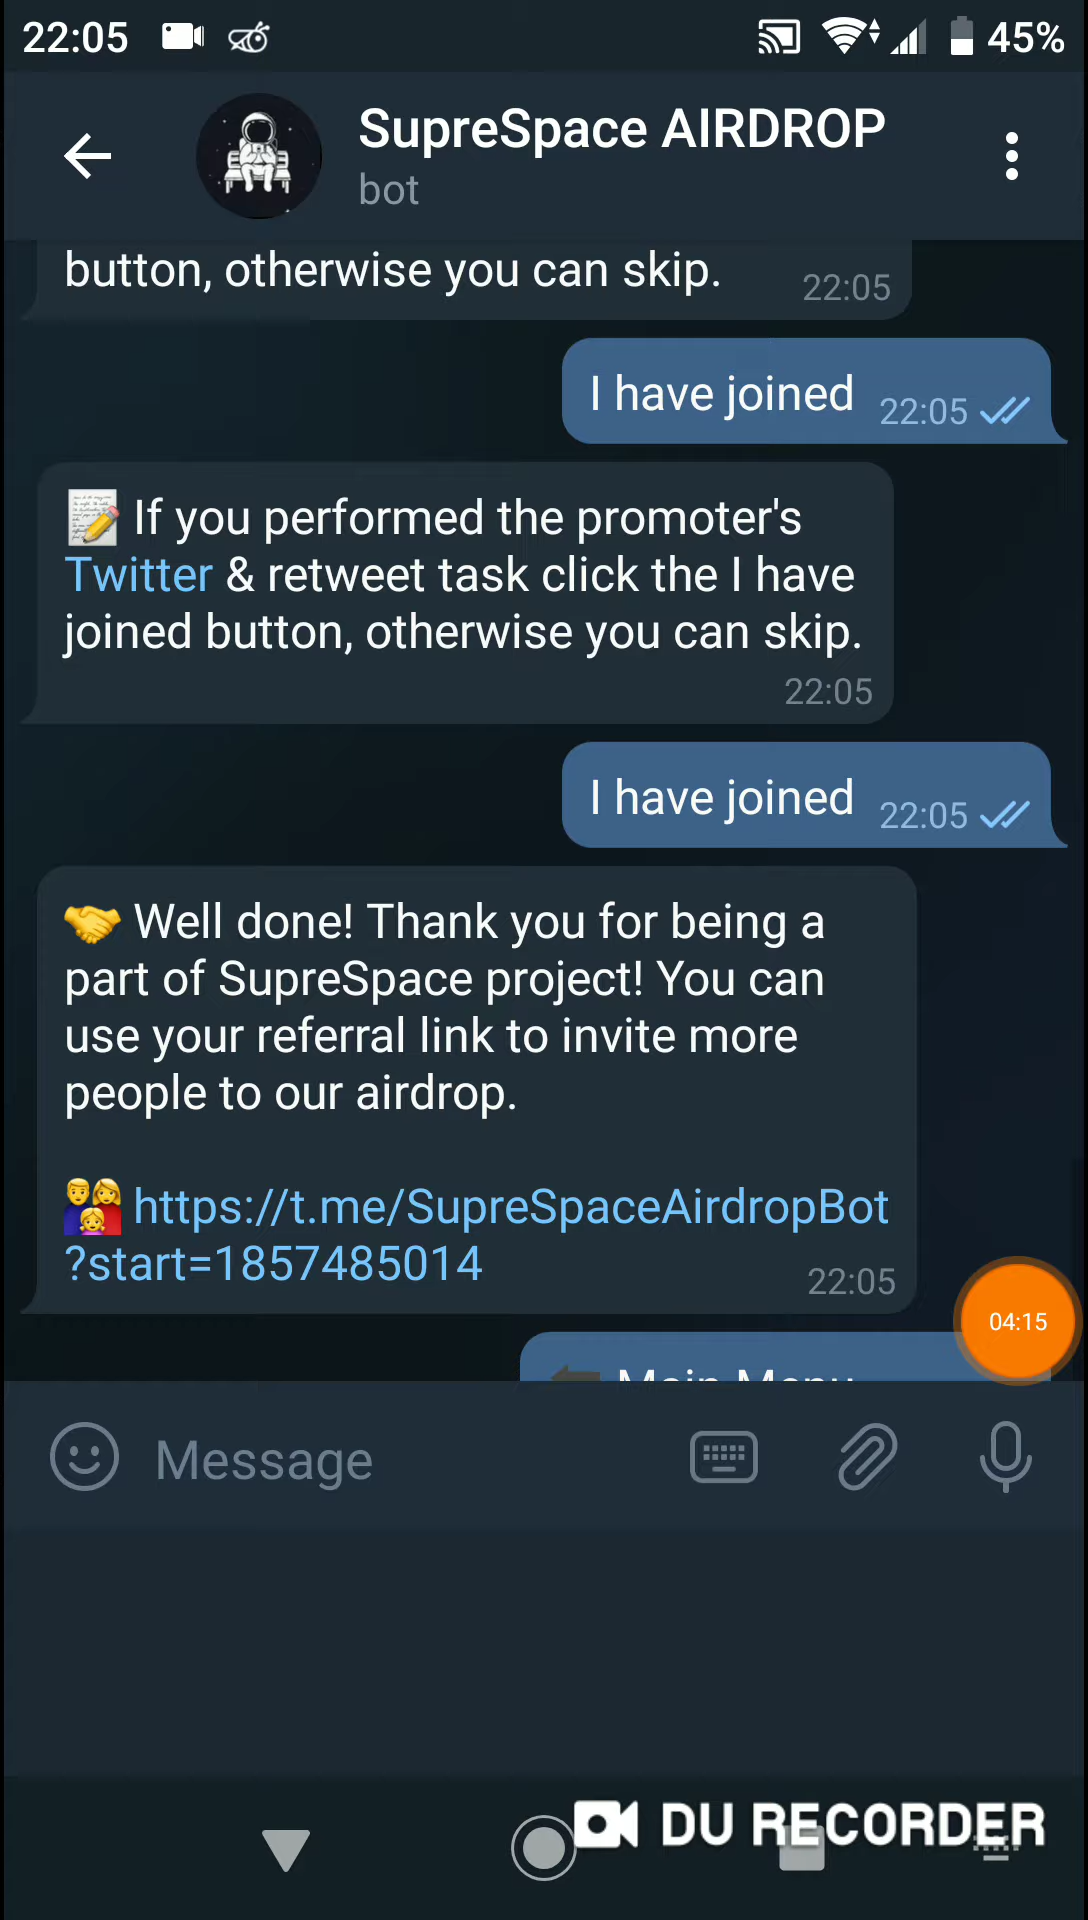 22:05
45%
SupreSpace AIRDROP
bot
button, otherwise you can skip.
22:05
I have joined
22:05
If you performed the promoter's
Twitter & retweet task click the I have
joined button, otherwise you can skip.
22:05
I have joined
22:05
Well done! Thank you for being a
part of SupreSpace project! You can
use your referral link to invite more
people to our airdrop.
https://t.me/SupreSpaceAirdropBot
?start=1857485014
22:05
04:15
Main Menu
Message
DU RECORDER